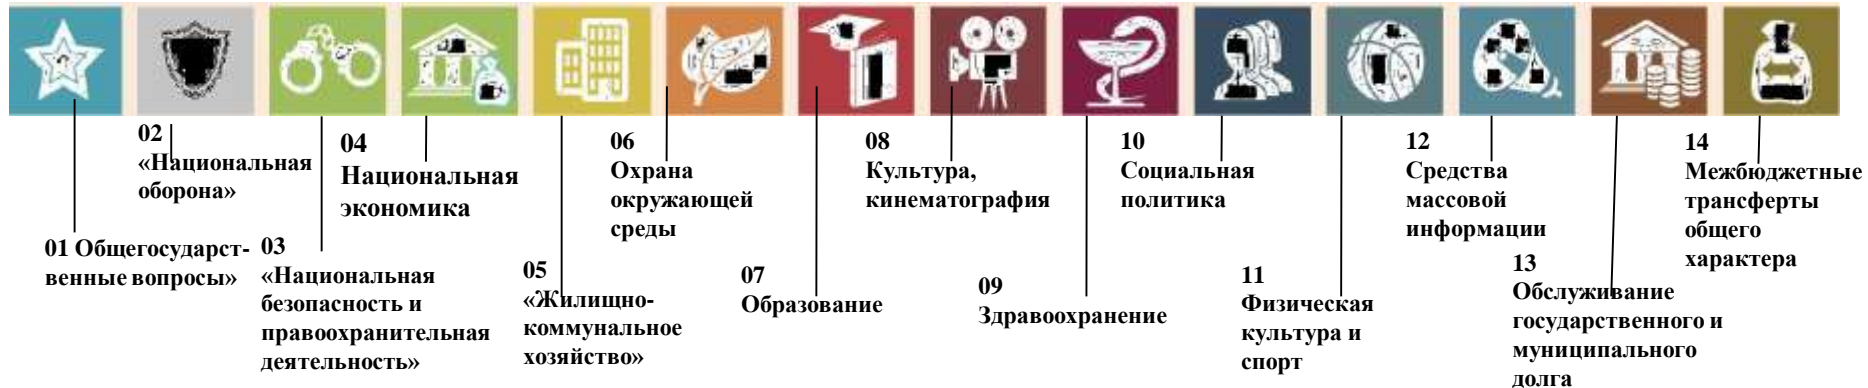 01 Общегосударст-
венные вопросы»
02
«Национальная
оборона»
03
«Национальная
безопасность и
правоохранительная
деятельность»
04
Национальная
экономика
05
«Жилищно-
коммунальное
хозяйство»
06
Охрана
окружающей
среды
07
Образование
08
Культура,
кинематография
09
Здравоохранение
10
Социальная
политика
11
Физическая
культура и
спорт
12
Средства
массовой
информации
13
Обслуживание
государственного и
муниципального
долга
14
Межбюджетные
трансферты
общего
характера